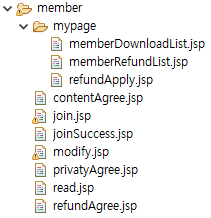 member
mypage
memberDownloadList.jsp
memberRefundList.jsp
refundApply.jsp
contentAgree.jsp
join.jsp
joinSuccess.jsp
modify.jsp
privatyAgree.jsp
read.jsp
refundAgree.jsp